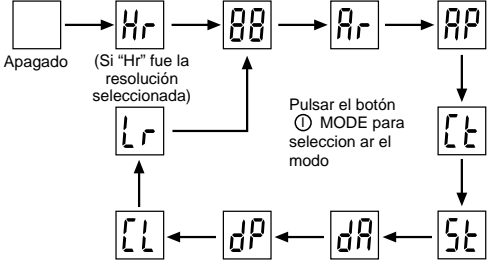 Hr 88 Ar AP
Apagado
(Si “Hr” fue la
resolución
seleccionada)
Lr
Pulsar el botón
Ⓘ MODE para
seleccion ar el
modo
Ct
CL dP dA St